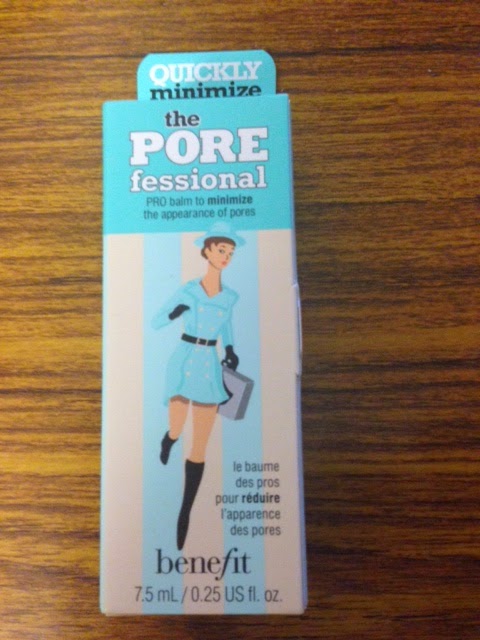 QUICKLY
minimize
the
PORE
fessional
PRO balm to minimize
the appearance of pores
le baume
des pros
pour réduire
l'apparence
des pores
benefit
7.5 mL / 0.25 US fl. oz.